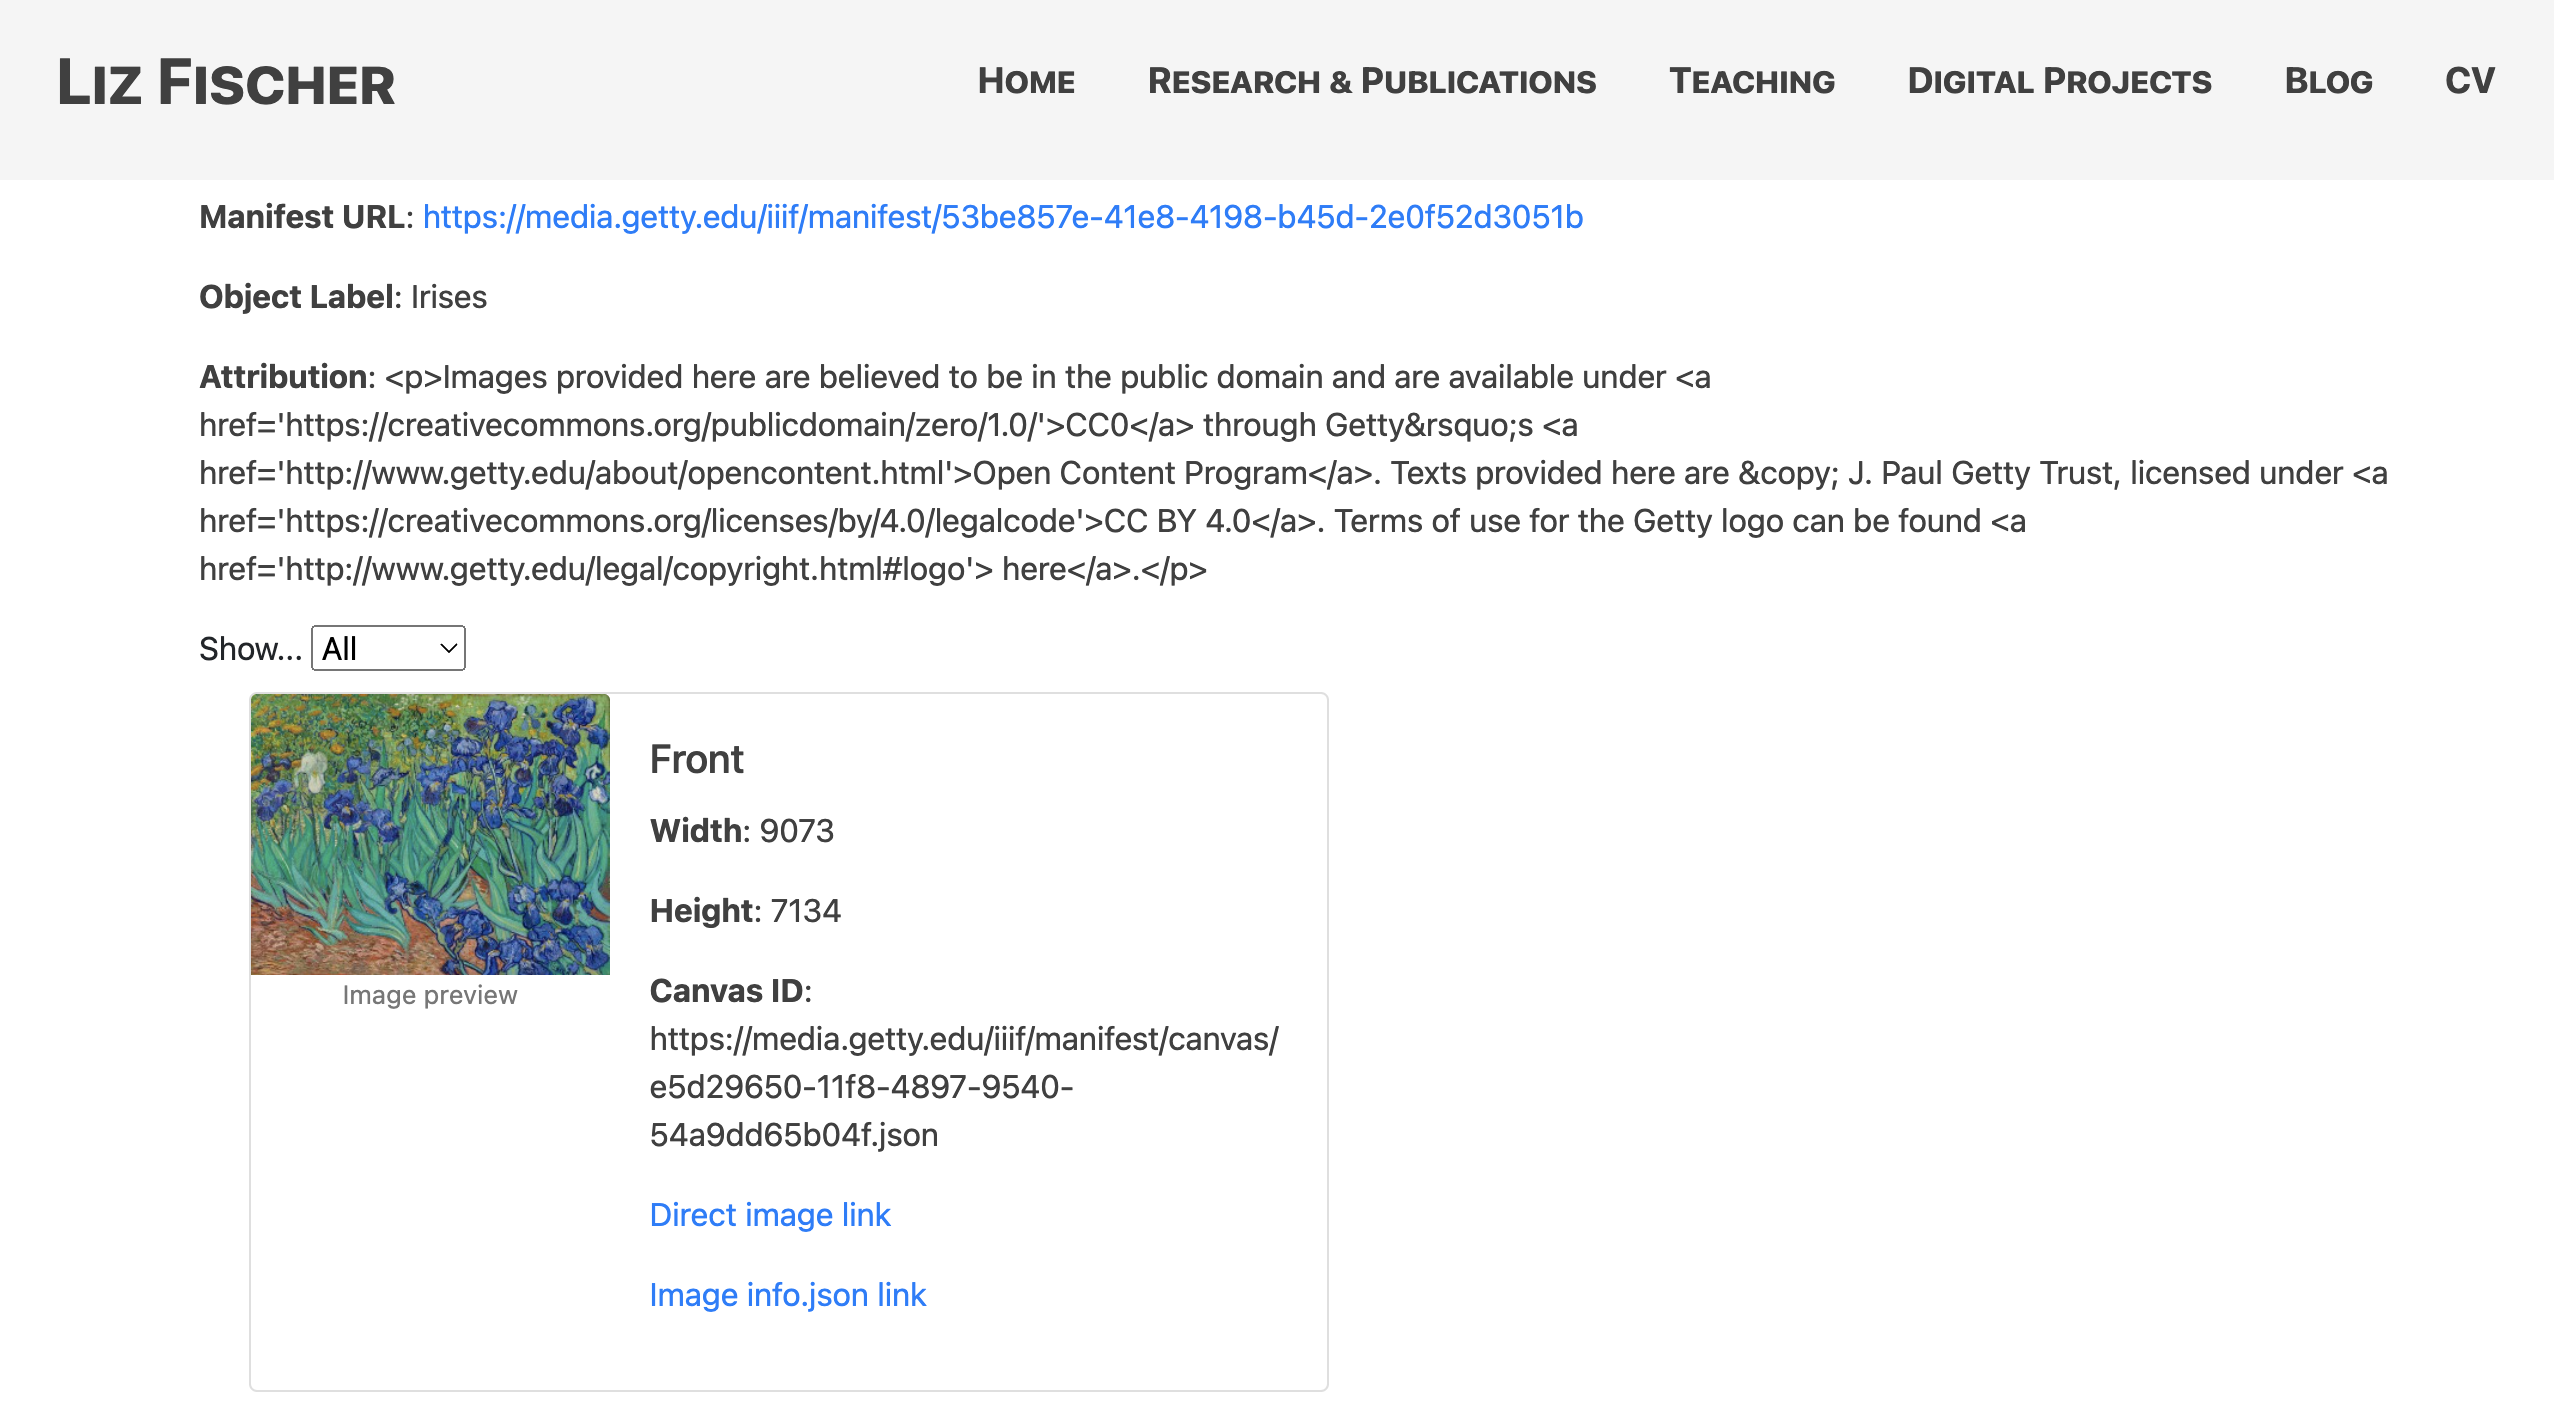 LIZ FISCHER
HOME RESEARCH & PUBLICATIONS TEACHING DIGITAL PROJECTS BLOG CV
Manifest URL: https://media.getty.edu/iiif/manifest/53be857e-41e8-4198-b45d-2e0f52d3051b
Object Label: Irises
Attribution: <p>Images provided here are believed to be in the public domain and are available under <a
href='https://creativecommons.org/publicdomain/zero/1.0/'>CC0</a> through Getty&rsquo;s <a
href='http://www.getty.edu/about/opencontent.html'>Open Content Program</a>. Texts provided here are &copy; J. Paul Getty Trust, licensed under <a
href='https://creativecommons.org/licenses/by/4.0/legalcode'>CC BY 4.0</a>. Terms of use for the Getty logo can be found <a
href='http://www.getty.edu/legal/copyright.html#logo'> here</a>.</p>
Show... All
Image preview
Front
Width: 9073
Height: 7134
Canvas ID:
https://media.getty.edu/iiif/manifest/canvas/
e5d29650-11f8-4897-9540-
54a9dd65b04f.json
Direct image link
Image info.json link